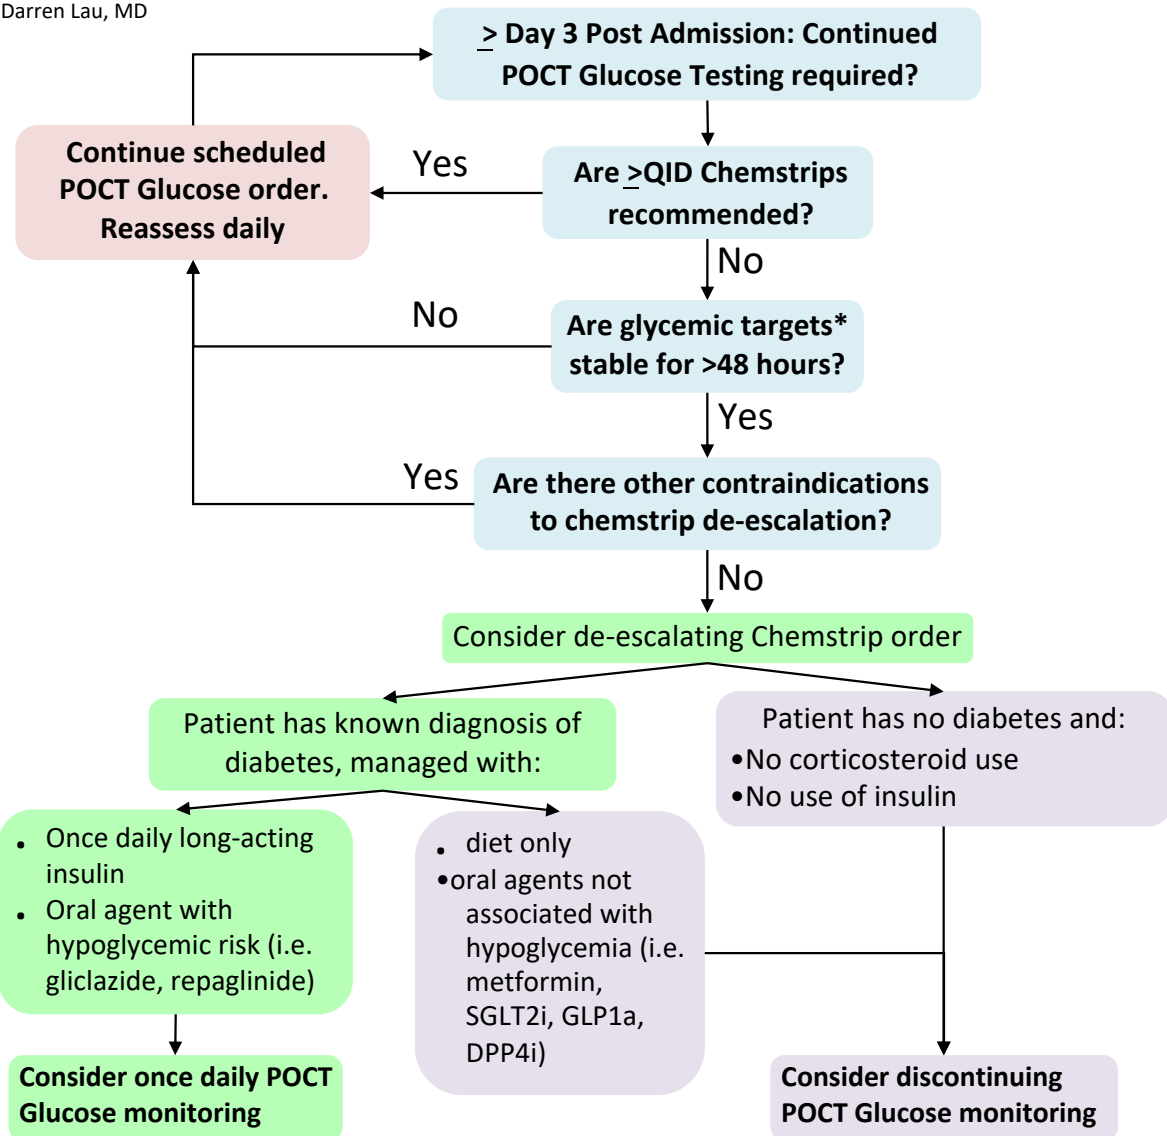 Darren Lau, MD
≥ Day 3 Post Admission: Continued
POCT Glucose Testing required?
Continue scheduled
POCT Glucose order.
Reassess daily
Yes
Are ≥QID Chemstrips
recommended?
No
No
Are glycemic targets*
stable for >48 hours?
Yes
Yes
Are there other contraindications
to chemstrip de-escalation?
No
Consider de-escalating Chemstrip order
Patient has known diagnosis of
diabetes, managed with:
Patient has no diabetes and:
•No corticosteroid use
•No use of insulin
• Once daily long-acting
insulin
• Oral agent with
hypoglycemic risk (i.e.
gliclazide, repaglinide)
• diet only
•oral agents not
associated with
hypoglycemia (i.e.
metformin,
SGLT2i, GLP1a,
DPP4i)
Consider once daily POCT
Glucose monitoring
Consider discontinuing
POCT Glucose monitoring